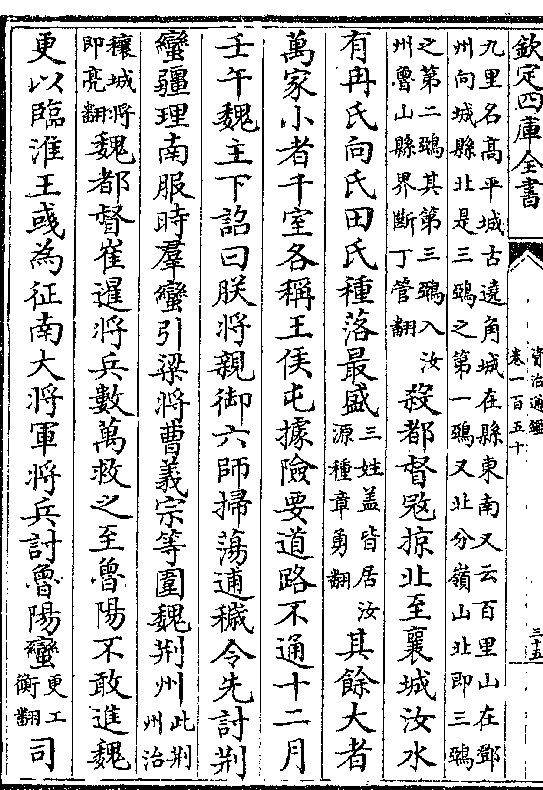 欽定四庫全書
資治通鑑
卷一百五十
三五
九里名高平城古遶角城在縣東南又云百里山在鄧
州向城縣北是三鵶之第一鵶又北分嶺山北即三鵶
之第二鵶其第三鵶入汝
州魯山縣界斷丁管翻
殺都督㓂掠北至襄城汝水
有冉氏向氏田氏種落最盛三姓盖皆居汝
源種章勇翻
其餘大者
萬家小者千室各稱王侯屯據險要道路不通十二月
壬午魏主下詔曰朕將親御六師掃蕩逋穢今先討荆
蠻疆理南服時羣蠻引梁將曹義宗等圍魏荆州此荆
州治
穰城將
即亮翻
魏都督崔暹將兵數萬救之至魯陽不敢進魏
更以臨淮王彧為征南大將軍將兵討魯陽蠻更工
衡翻
司